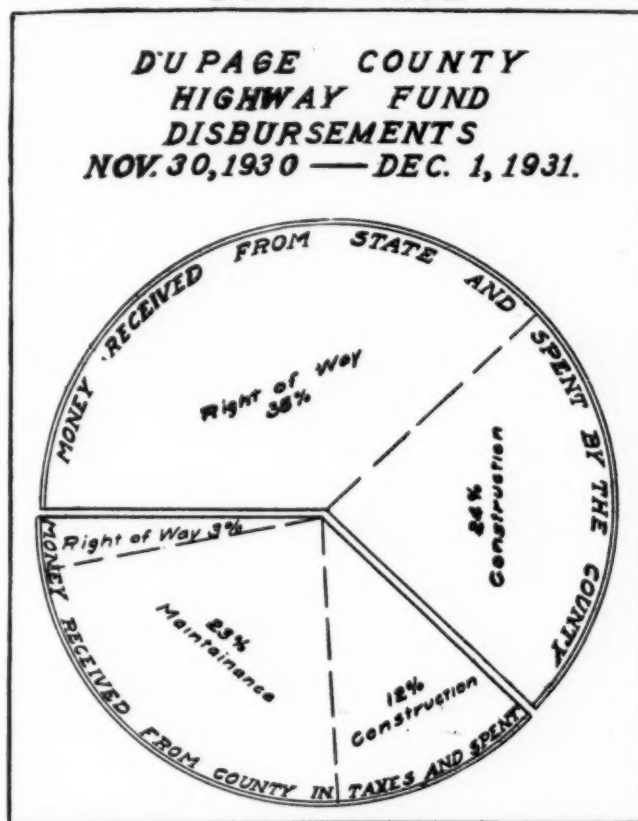 DU PAGE COUNTY
HIGHWAY FUND
DISBURSEMENTS
NOV. 30, 1930 — DEC. 1, 1931.
MONEY RECEIVED FROM STATE AND SPENT BY THE COUNTY
Right of Way
38%
24%
Construction
Right of Way 3%
23%
Maintainance
12%
Construction
MONEY RECEIVED FROM COUNTY IN TAXES AND SPENT